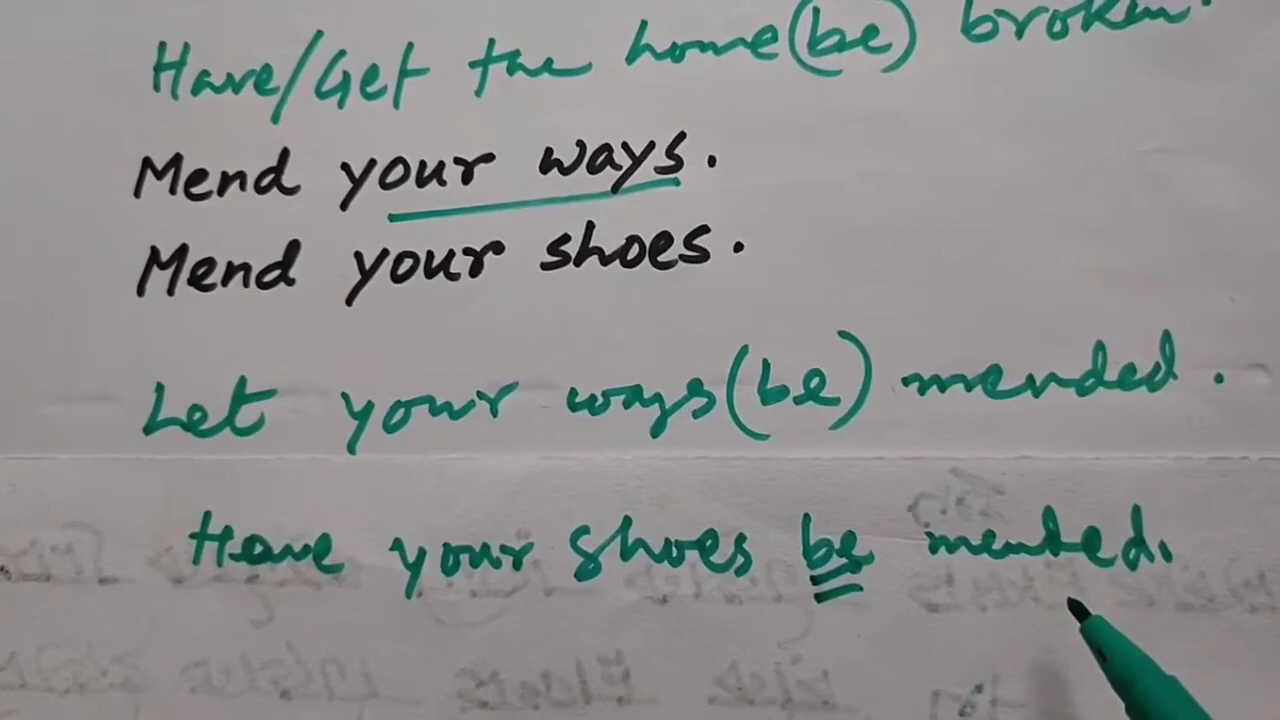 Have/Get the home (be) broken.
Mend your ways.
Mend your shoes.
Let your ways (be) mended.
Have your shoes be mended.